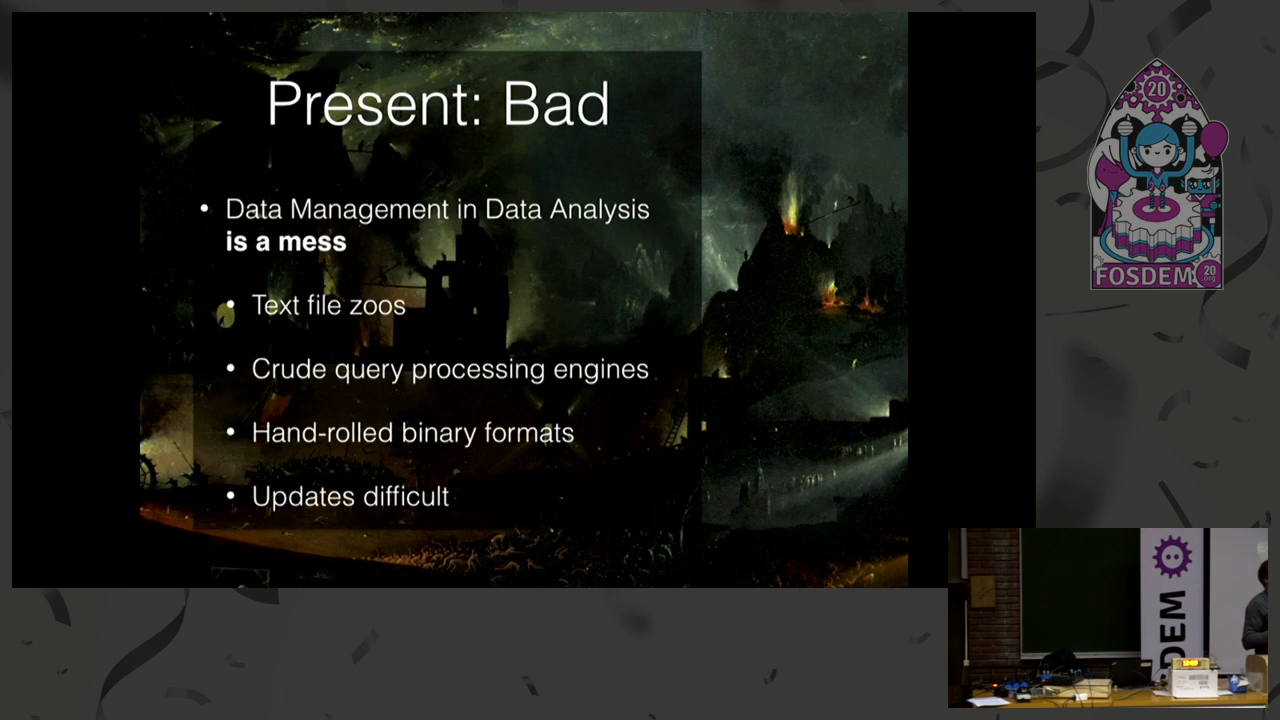 Present: Bad
• Data Management in Data Analysis
is a mess
• Text file zoos
• Crude query processing engines
• Hand-rolled binary formats
• Updates difficult
20
FOSDEM
20
.org
DEM